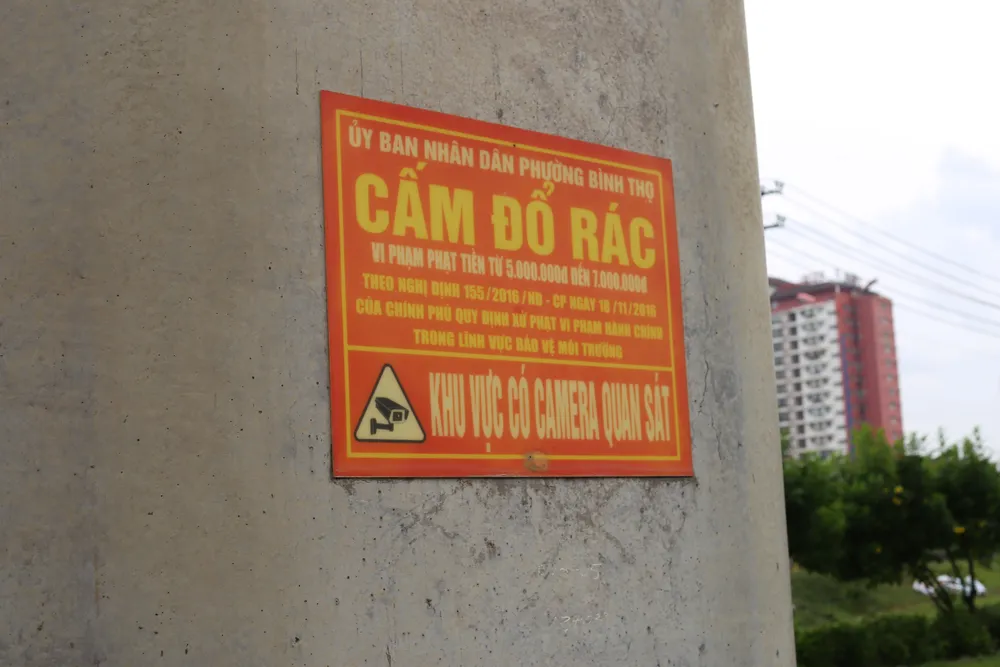 ỦY BAN NHÂN DÂN PHƯỜNG BÌNH THỌ
CẤM ĐỔ RÁC
VI PHẠM PHẠT TIỀN TỪ 5.000.000đ ĐẾN 7.000.000đ
THEO NGHỊ ĐỊNH 155/2016/NĐ - CP NGÀY 18/11/2016
CỦA CHÍNH PHỦ QUY ĐỊNH XỬ PHẠT VI PHẠM HÀNH CHÍNH
TRONG LĨNH VỰC BẢO VỆ MÔI TRƯỜNG
KHU VỰC CÓ CAMERA QUAN SÁT